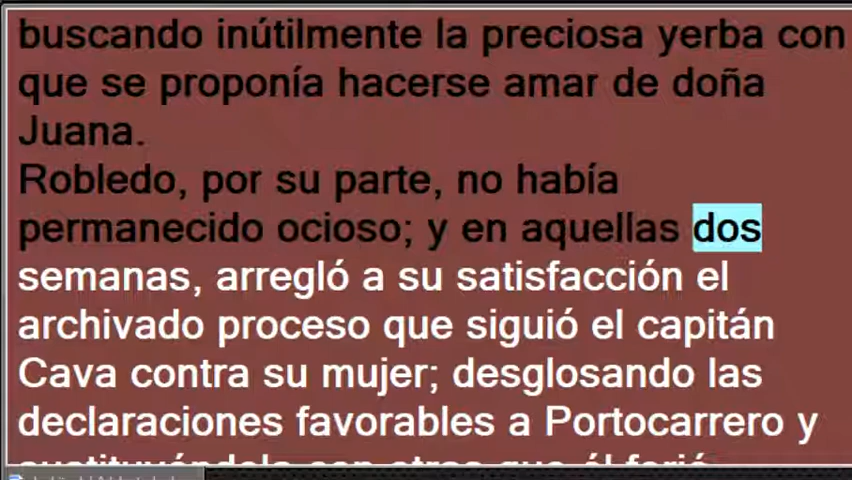 buscando inútilmente la preciosa yerba con
que se proponía hacerse amar de doña
Juana.
Robledo, por su parte, no había
permanecido ocioso; y en aquellas dos
semanas, arregló a su satisfacción el
archivado proceso que siguió el capitán
Cava contra su mujer; desglosando las
declaraciones favorables a Portocarrero y